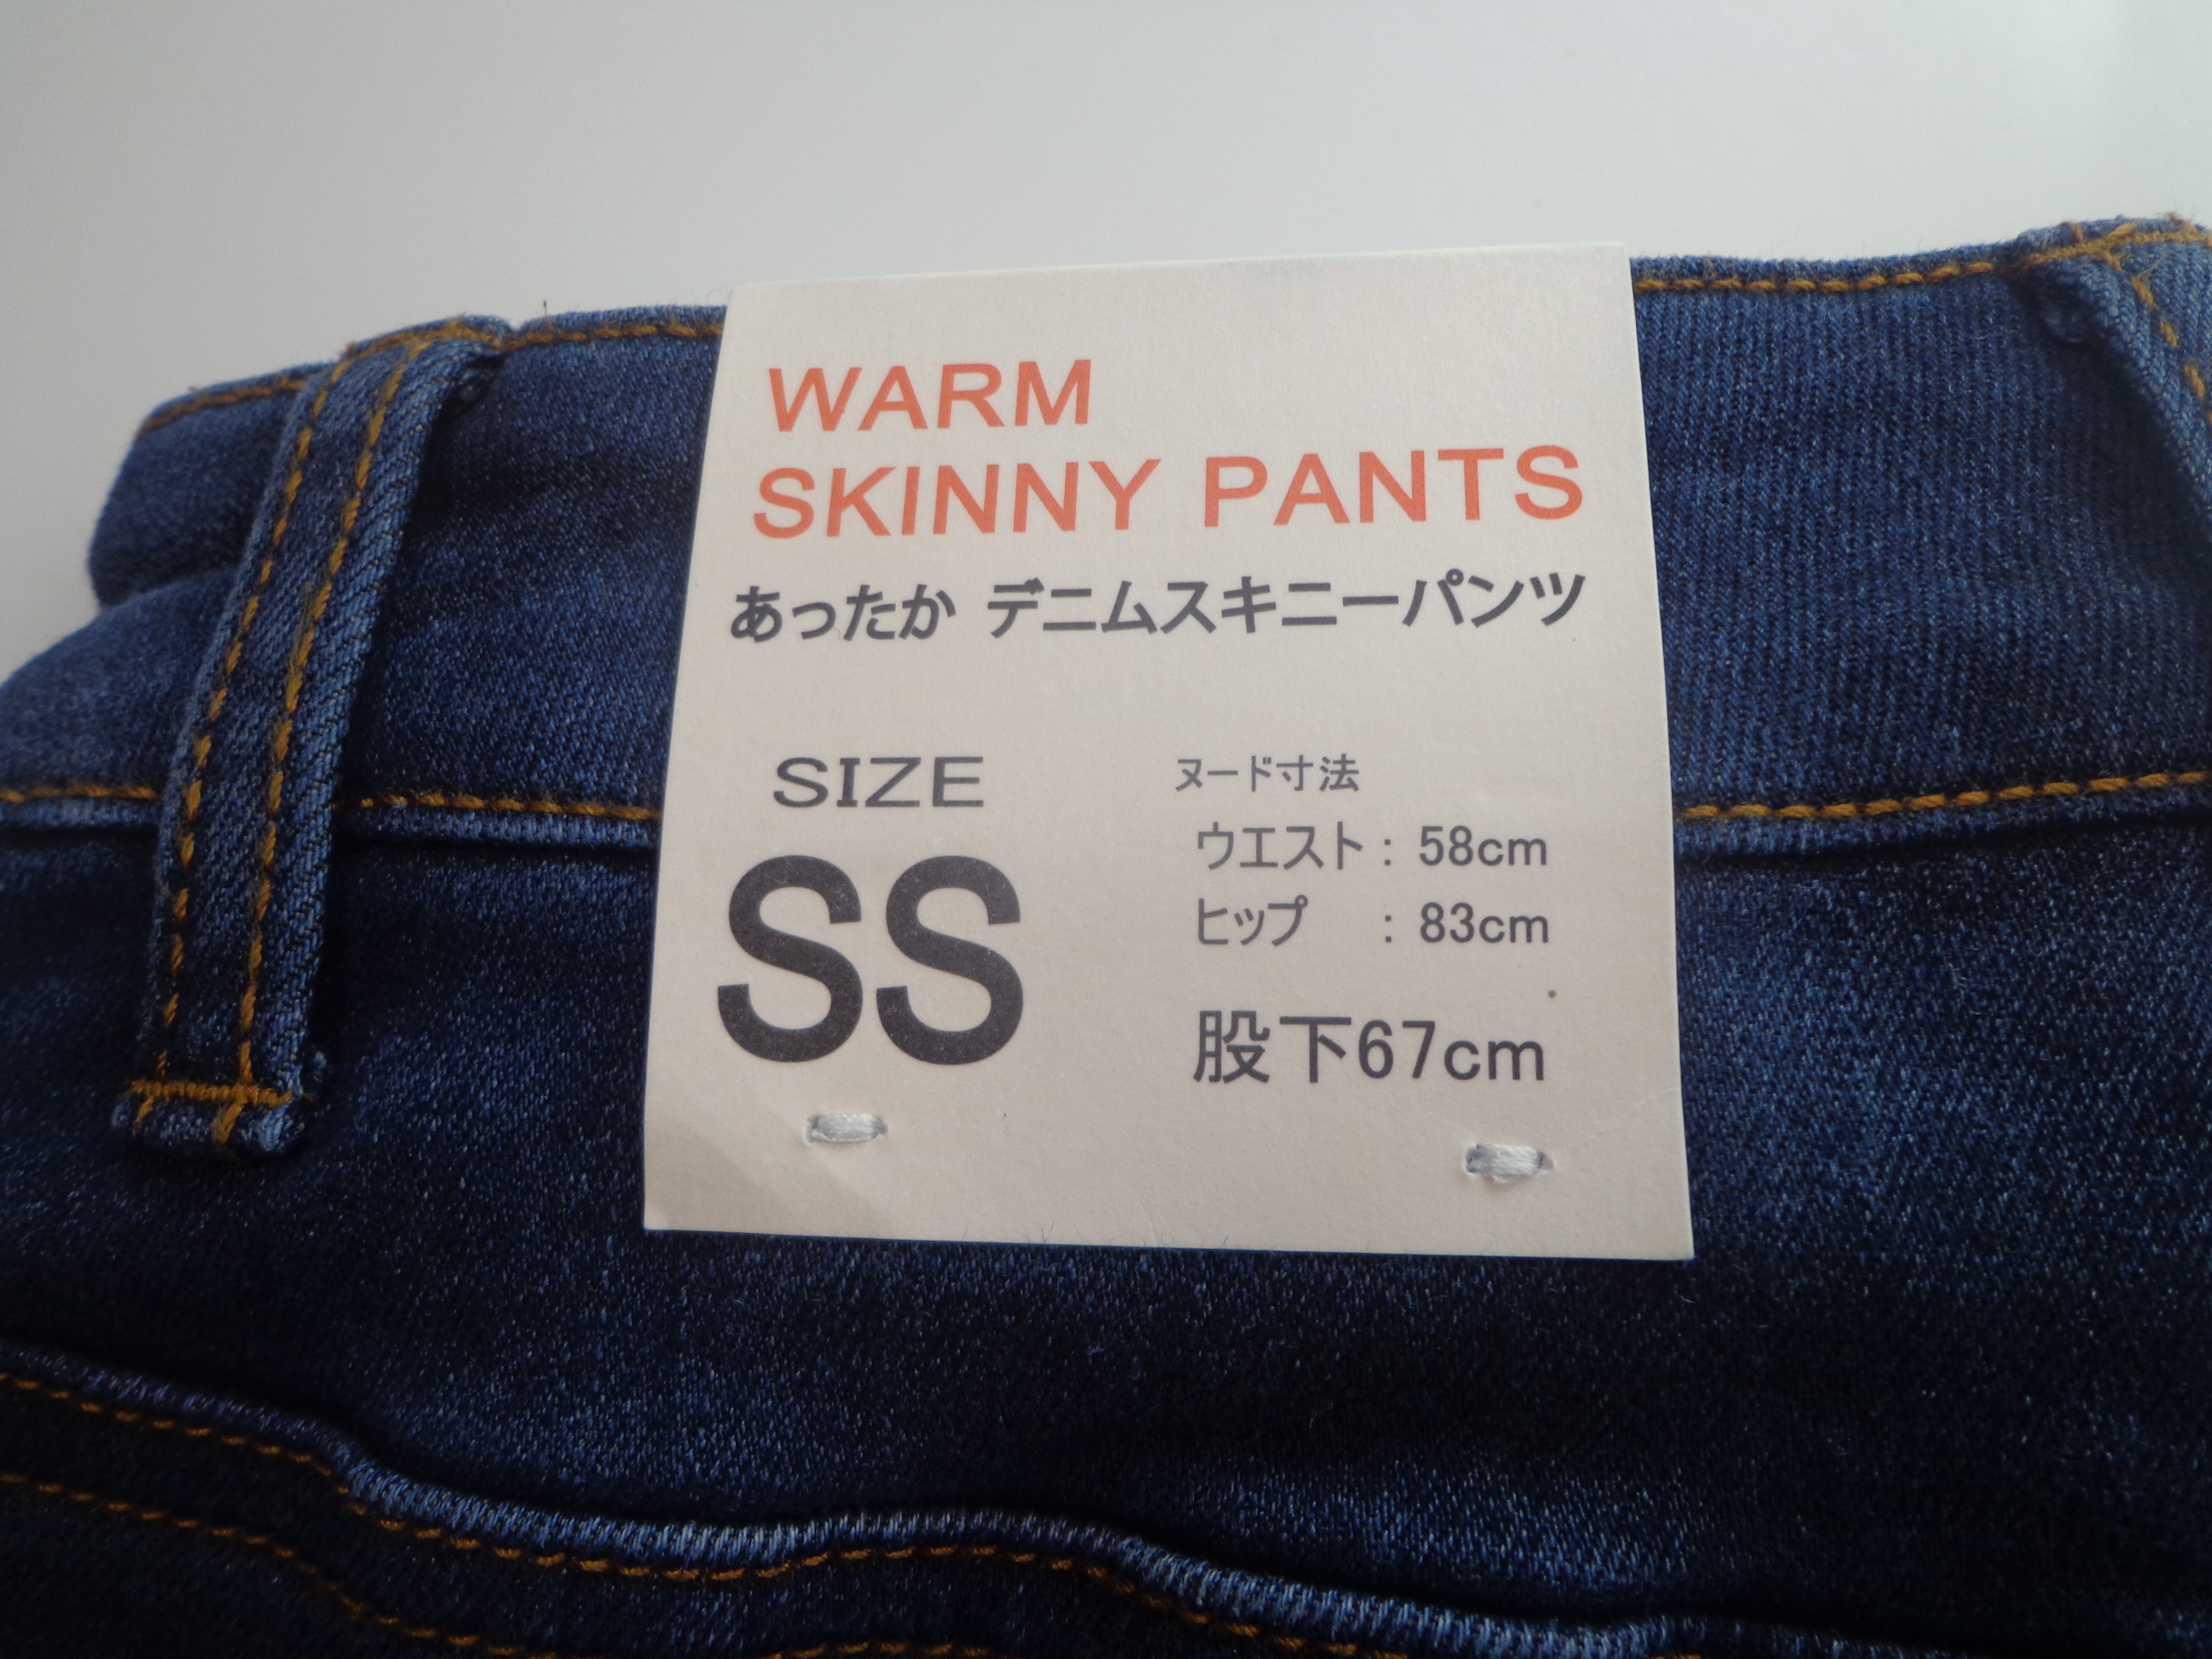 WARM
SKINNY PANTS
あったか デニムスキニーパンツ
SIZE
SS
ヌード寸法
ウエスト : 58cm
ヒップ : 83cm
股下67cm